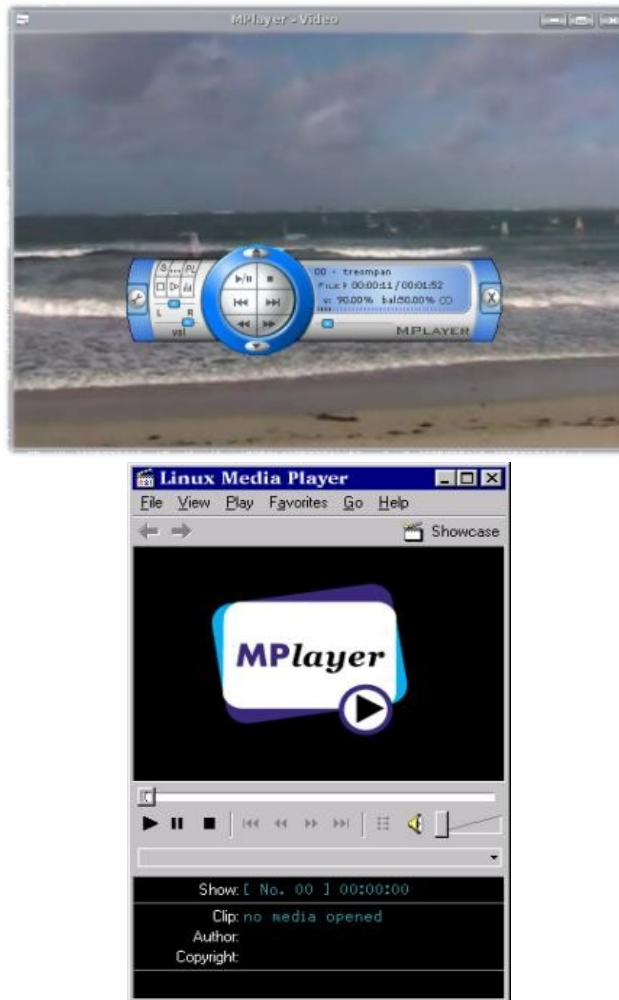 MPlayer - Video
S ... PL
00 - tresmpan
FILE 00:00:11 / 00:01:52
v: 90.00% bal:50.00%
L R
vol
MPLAYER
Linux Media Player
File View Play Favorites Go Help
Showcase
MPlayer
Show: [ No. 00 ] 00:00:00
Clip: no media opened
Author:
Copyright: